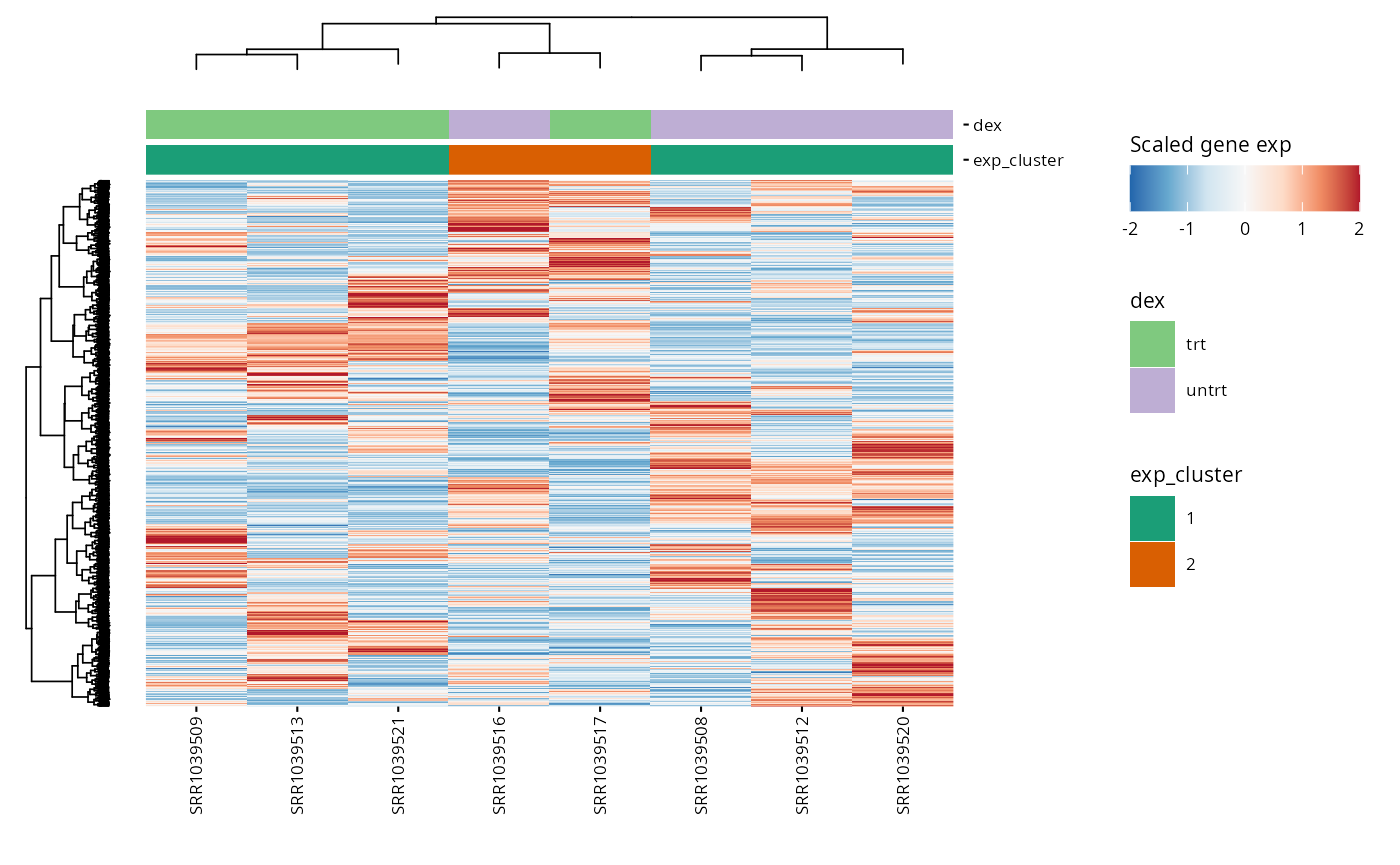 dex
exp_cluster
SRR1039509
SRR1039513
SRR1039521
SRR1039516
SRR1039517
SRR1039508
SRR1039512
SRR1039520
Scaled gene exp
-2 -1 0 1 2
dex
trt
untrt
exp_cluster
1
2